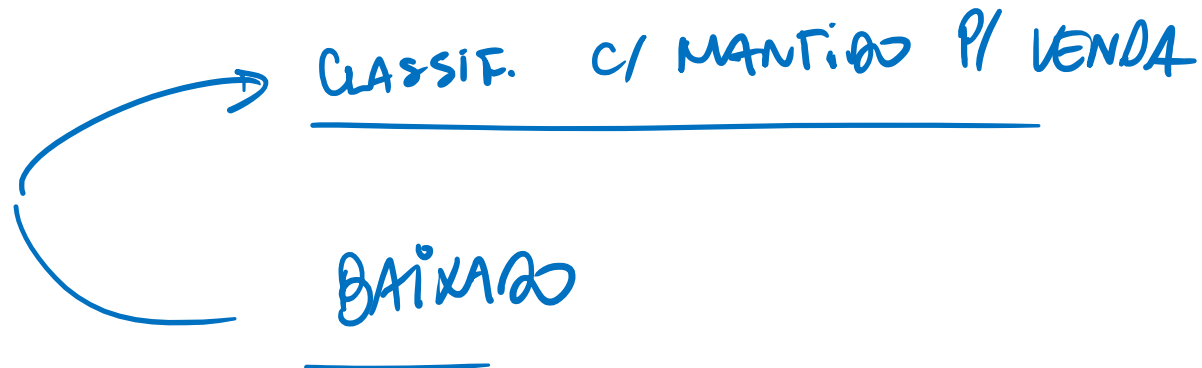 CLASSIF. C/ MANTIDO P/ VENDA
BAIXADO